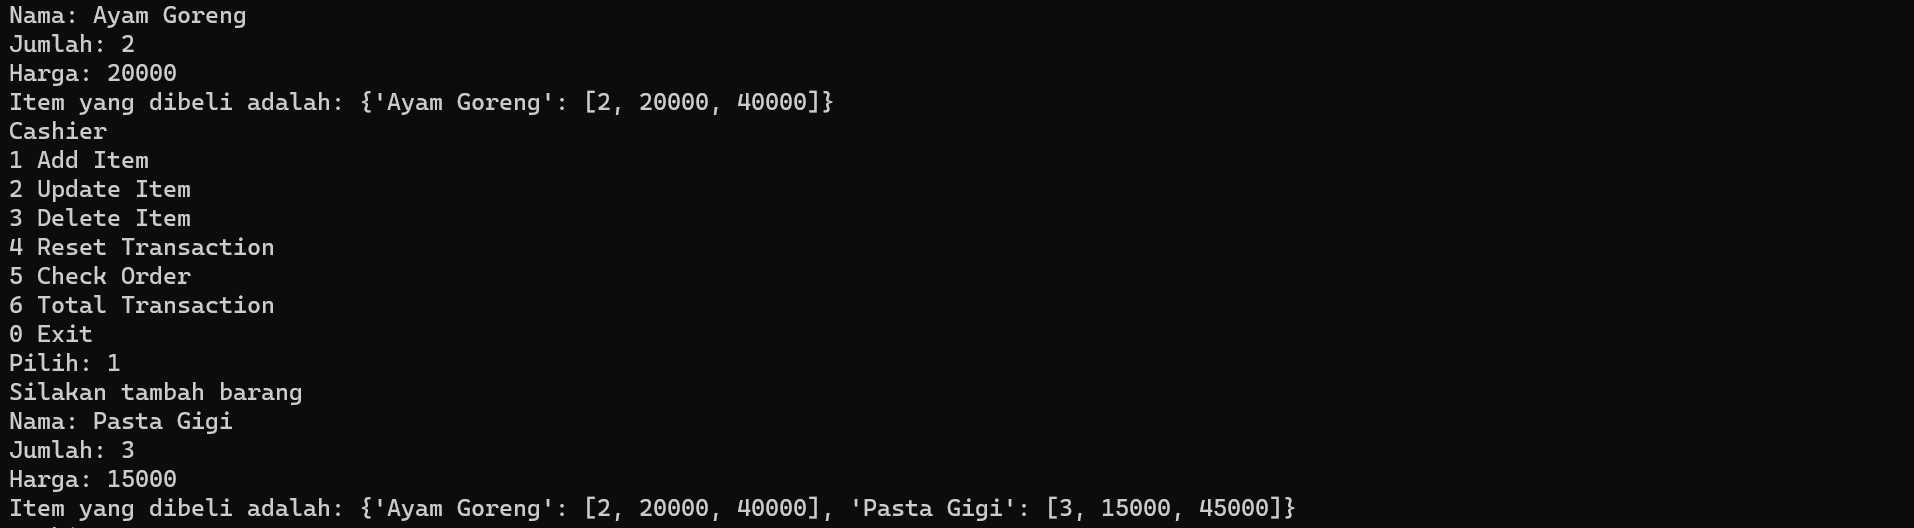 Nama: Ayam Goreng
Jumlah: 2
Harga: 20000
Item yang dibeli adalah: {'Ayam Goreng': [2, 20000, 40000]}
Cashier
1 Add Item
2 Update Item
3 Delete Item
4 Reset Transaction
5 Check Order
6 Total Transaction
0 Exit
Pilih: 1
Silakan tambah barang
Nama: Pasta Gigi
Jumlah: 3
Harga: 15000
Item yang dibeli adalah: {'Ayam Goreng': [2, 20000, 40000], 'Pasta Gigi': [3, 15000, 45000]}